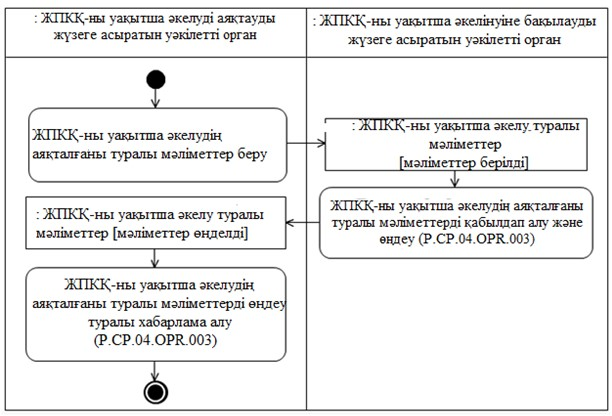 : ЖПКҚ-ны уақытша әкелуді аяқтауды
жүзеге асыратын уәкілетті орган
: ЖПКҚ-ны уақытша әкелінуіне бақылауды
жүзеге асыратын уәкілетті орган
ЖПКҚ-ны уақытша әкелудің
аяқталғаны туралы мәліметтер беру
: ЖПКҚ-ны уақытша әкелу туралы
мәліметтер
[мәліметтер берілді]
ЖПКҚ-ны уақытша әкелудің аяқталғаны
туралы мәліметтерді қабылдап алу және
өңдеу (P.CP.04.OPR.003)
: ЖПКҚ-ны уақытша әкелу туралы
мәліметтер [мәліметтер өңделді]
ЖПКҚ-ны уақытша әкелудің
аяқталғаны туралы мәліметтерді өңдеу
туралы хабарлама алу
(P.CP.04.OPR.003)